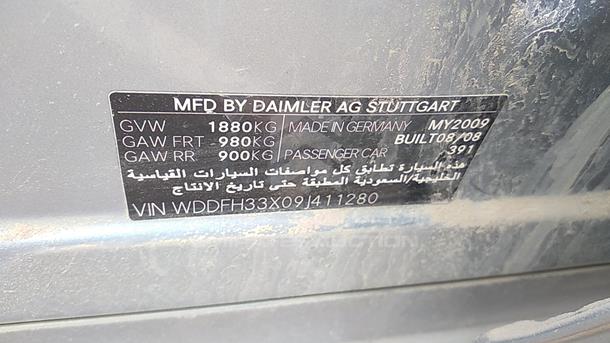 MFD BY DAIMLER AG STUTTGART
GVW 1880KG MADE IN GERMANY MY2009
GAW FRT - 980KG BUILT08/08
GAW RR 900KG PASSENGER CAR 391
هذه السيارة تطابق كل مواصفات السيارات القياسية
الخليجية/السعودية المطبقة حتى تاريخ الانتاج
VIN WDDFH33X09J411280